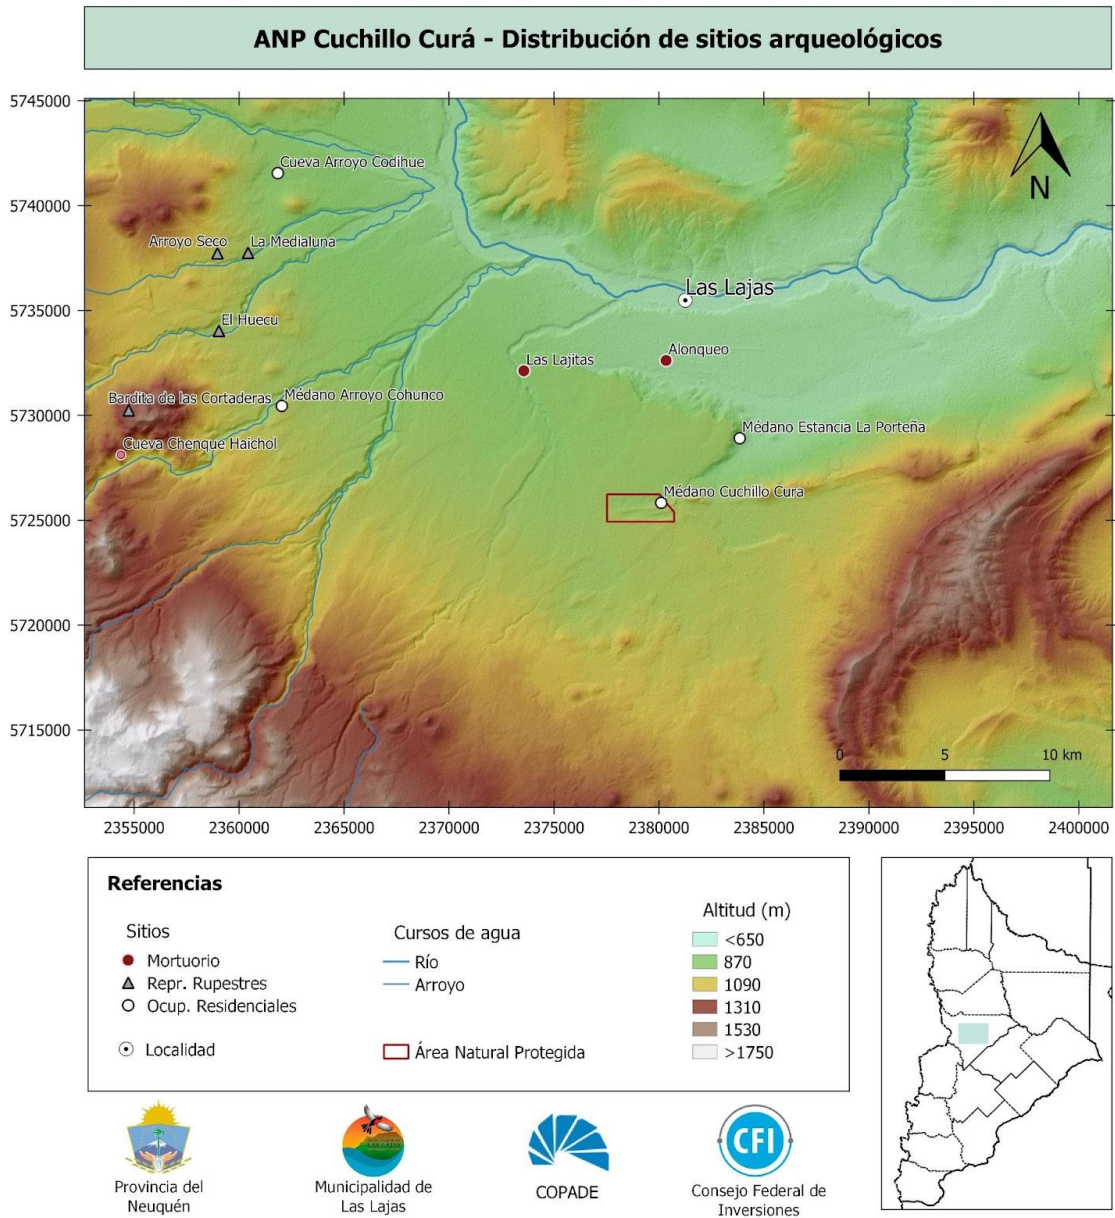 ANP Cuchillo Curá - Distribución de sitios arqueológicos
5745000
5740000
5735000
5730000
5725000
5720000
5715000
Cueva Arroyo Codihue
Arroyo Seco
La Medialuna
N
Las Lajas
El Huecu
Las Lajitas
Alonqueo
Bardita de las Cortaderas
Médano Arroyo Cohunco
Médano Estancia La Porteña
Cueva Chenque Haichol
Médano Cuchillo Cura
0 5 10 km
2355000 2360000 2365000 2370000 2375000 2380000 2385000 2390000 2395000 2400000
Referencias
Sitios
Mortuorio
Repr. Rupestres
Ocup. Residenciales
Localidad
Cursos de agua
Río
Arroyo
Área Natural Protegida
Altitud (m)
<650
870
1090
1310
1530
>1750
Provincia del
Neuquén
LAS LAJAS
Municipalidad de
Las Lajas
COPADE
CFI
Consejo Federal de
Inversiones